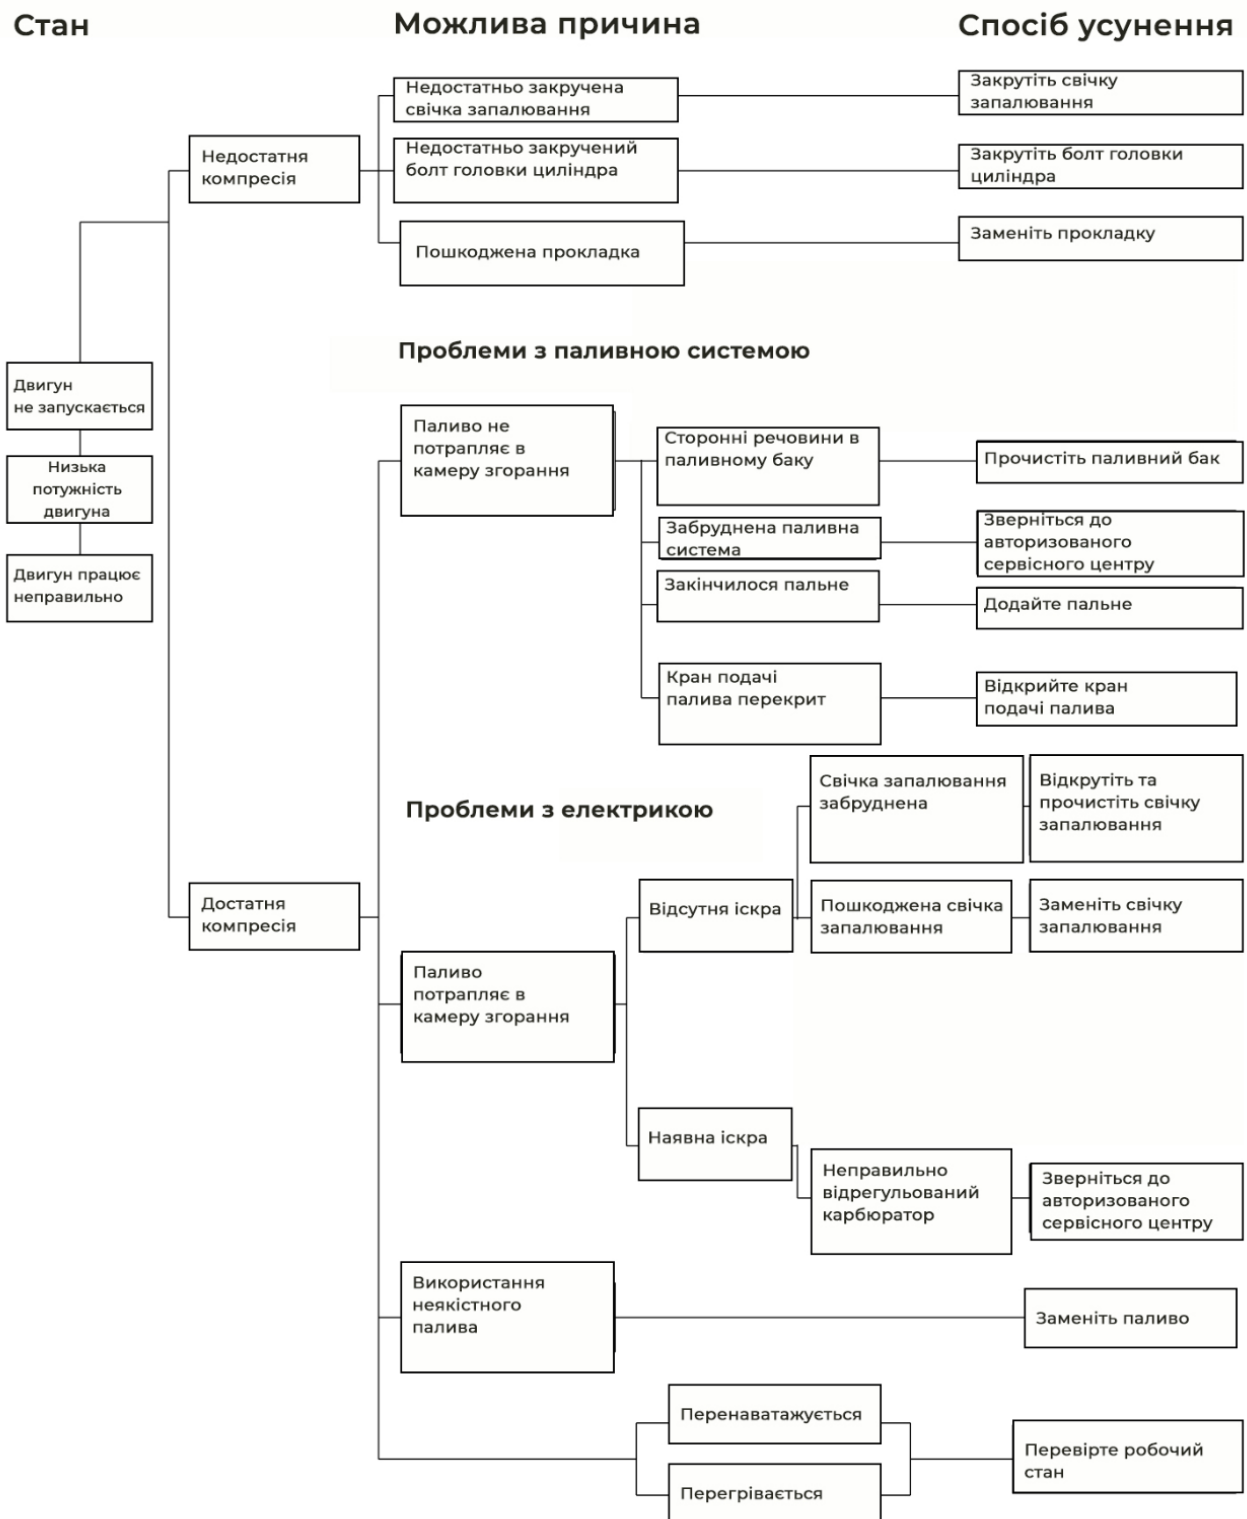 Стан
Можлива причина
Спосіб усунення
Недостатньо закручена
свічка запалювання
Закрутіть свічку
запалювання
Недостатня
компресія
Недостатньо закручений
болт головки циліндра
Закрутіть болт головки
циліндра
Пошкоджена прокладка
Заменіть прокладку
Проблеми з паливною системою
Двигун
не запускається
Низька
потужність
двигуна
Двигун працює
неправильно
Паливо не
потрапляє в
камеру згорання
Сторонні речовини в
паливному баку
Прочистіть паливний бак
Забруднена паливна
система
Зверніться до
авторизованого
сервісного центру
Закінчилося пальне
Додайте пальне
Кран подачі
палива перекрит
Відкрийте кран
подачі палива
Проблеми з електрикою
Свічка запалювання
забруднена
Відкрутіть та
прочистіть свічку
запалювання
Достатня
компресія
Відсутня іскра
Пошкоджена свічка
запалювання
Заменіть свічку
запалювання
Паливо
потрапляє в
камеру згорання
Наявна іскра
Неправильно
відрегульований
карбюратор
Зверніться до
авторизованого
сервісного центру
Використання
неякістного
палива
Заменіть паливо
Перенаватажується
Перегрівається
Перевірте робочий
стан